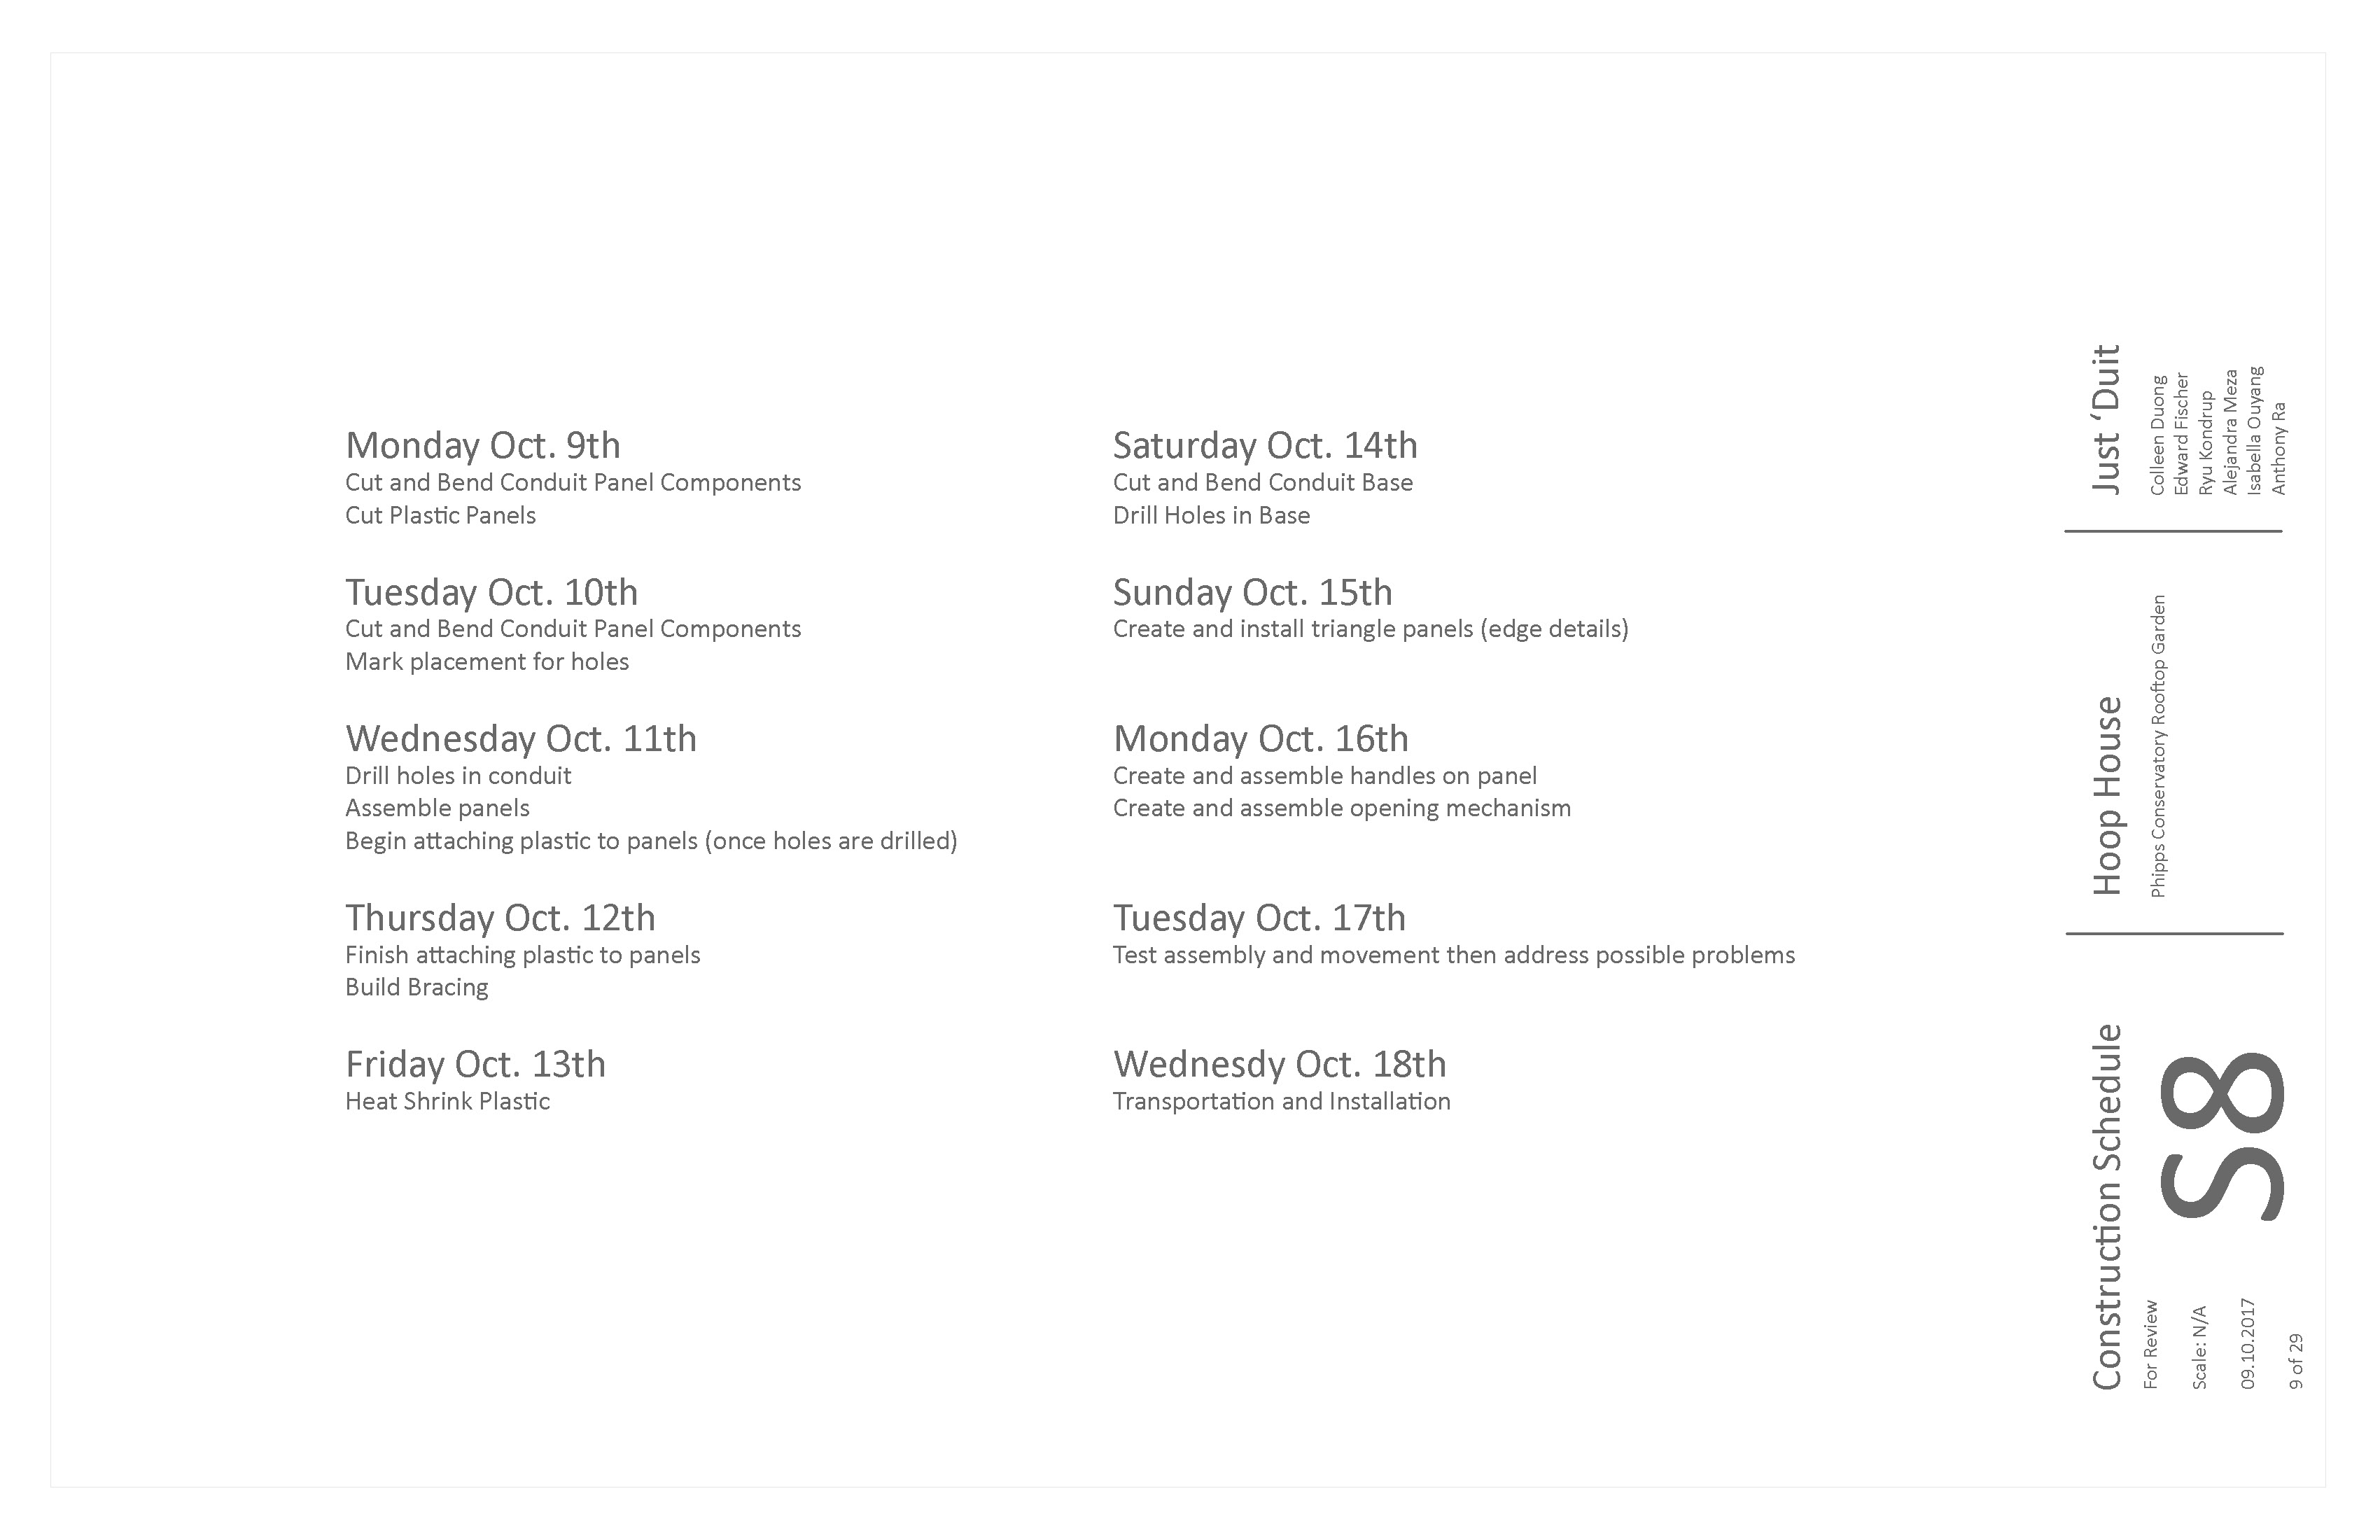 Monday Oct. 9th
Cut and Bend Conduit Panel Components
Cut Plastic Panels
Tuesday Oct. 10th
Cut and Bend Conduit Panel Components
Mark placement for holes
Wednesday Oct. 11th
Drill holes in conduit
Assemble panels
Begin attaching plastic to panels (once holes are drilled)
Thursday Oct. 12th
Finish attaching plastic to panels
Build Bracing
Friday Oct. 13th
Heat Shrink Plastic
Saturday Oct. 14th
Cut and Bend Conduit Base
Drill Holes in Base
Sunday Oct. 15th
Create and install triangle panels (edge details)
Monday Oct. 16th
Create and assemble handles on panel
Create and assemble opening mechanism
Tuesday Oct. 17th
Test assembly and movement then address possible problems
Wednesdy Oct. 18th
Transportation and Installation
Just ‘Duit
Colleen Duong
Edward Fischer
Ryu Kondrup
Alejandra Meza
Isabella Ouyang
Anthony Ra
Hoop House
Phipps Conservatory Rooftop Garden
Construction Schedule
For Review
Scale: N/A
09.10.2017
9 of 29
S8